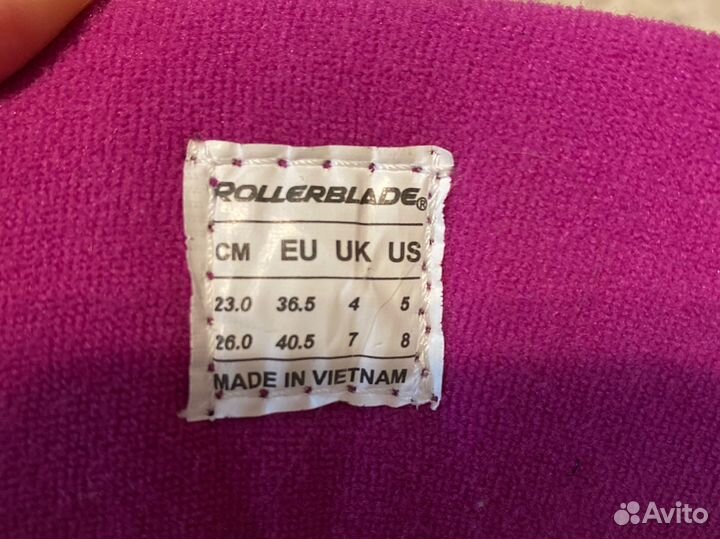 ROLLERBLADE®
CM EU UK US
23.0 36.5 4 5
26.0 40.5 7 8
MADE IN VIETNAM
Avito